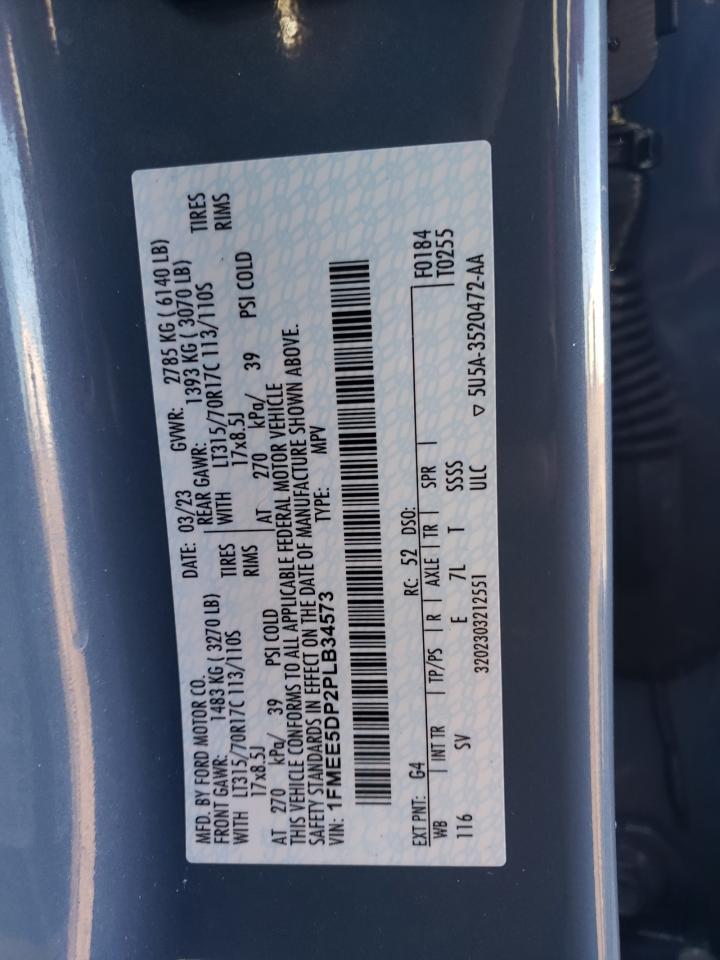 MFD. BY FORD MOTOR CO.
DATE: 03/23 GVWR: 2785 KG ( 6140 LB)
FRONT GAWR: 1483 KG ( 3270 LB) REAR GAWR: 1393 KG ( 3070 LB)
WITH LT315/70R17C 113/110S TIRES WITH LT315/70R17C 113/110S TIRES
17x8.5J RIMS 17x8.5J RIMS
AT 270 kPa/ 39 PSI COLD AT 270 kPa/ 39 PSI COLD
THIS VEHICLE CONFORMS TO ALL APPLICABLE FEDERAL MOTOR VEHICLE
SAFETY STANDARDS IN EFFECT ON THE DATE OF MANUFACTURE SHOWN ABOVE.
VIN: 1FMEE5DP2PLB34573 TYPE: MPV
F0184
EXT PNT: G4 RC: 52 DSO: T0255
WB INT TR TP/PS R AXLE TR SPR
116 SV E 7L T SSSS
3202303212551 ULC ▽ 5U5A-3520472-AA